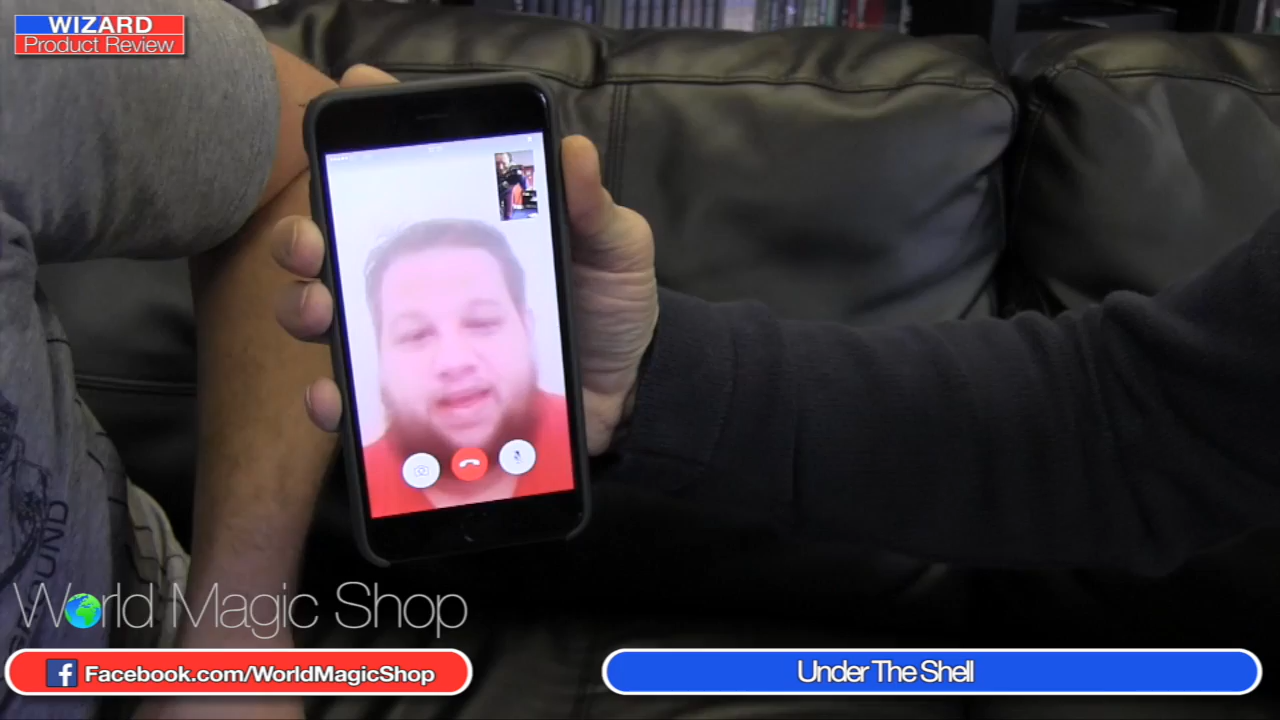 WIZARD
Product Review
World Magic Shop
Facebook.com/WorldMagicShop
Under The Shell